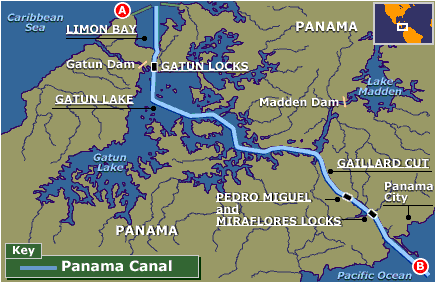 A
Caribbean
Sea
LIMON BAY
PANAMA
Gatun Dam
GATUN LOCKS
GATUN LAKE
Lake
Madden
Madden Dam
Gatun
Lake
GAILLARD CUT
PEDRO MIGUEL
and
MIRAFLORES LOCKS
Panama
City
PANAMA
Key
Panama Canal
Pacific Ocean
B